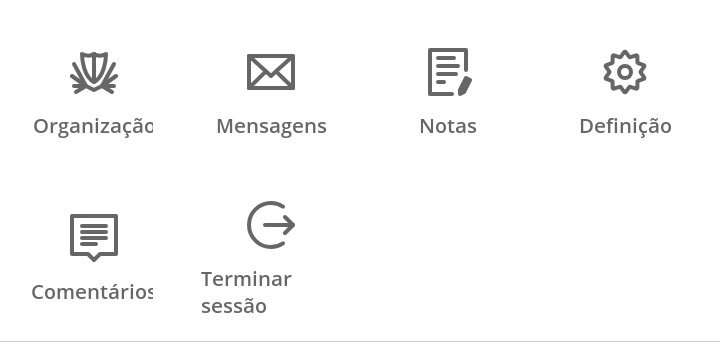 Organização
Mensagens
Notas
Definição
Comentários
Terminar
sessão